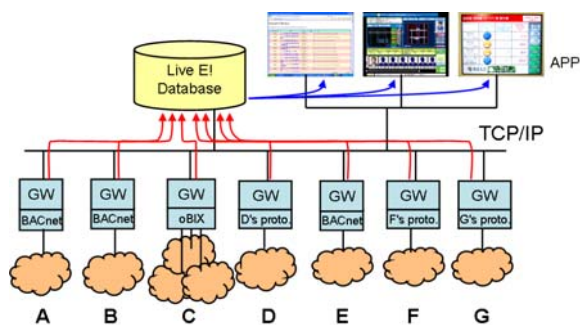 Live E!
Database
APP
TCP/IP
GW GW GW GW GW GW GW
BACnet BACnet oBIX D's proto. BACnet F's proto. G's proto.
A B C D E F G